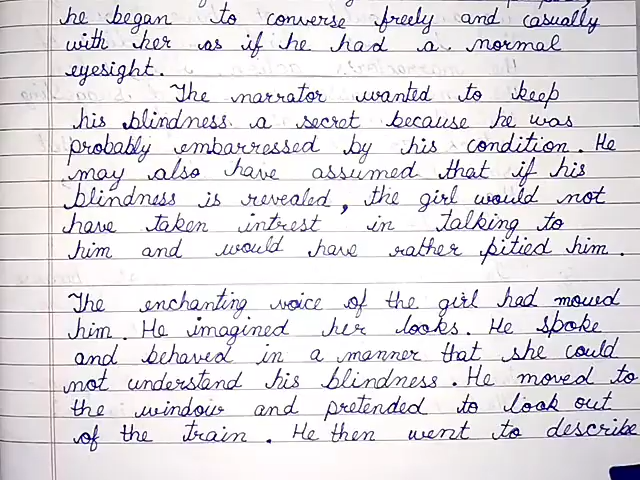 he began to converse freely and casually
with her as if he had a normal
eyesight.
The narrator wanted to keep
his blindness a secret because he was
probably embarressed by his condition. He
may also have assumed that if his
blindness is revealed, the girl would not
have taken intrest in talking to
him and would have rather pitied him.
The enchanting voice of the girl had moved
him. He imagined her looks. He spoke
and behaved in a manner that she could
not understand his blindness. He moved to
the window and pretended to look out
of the train. He then went to describe